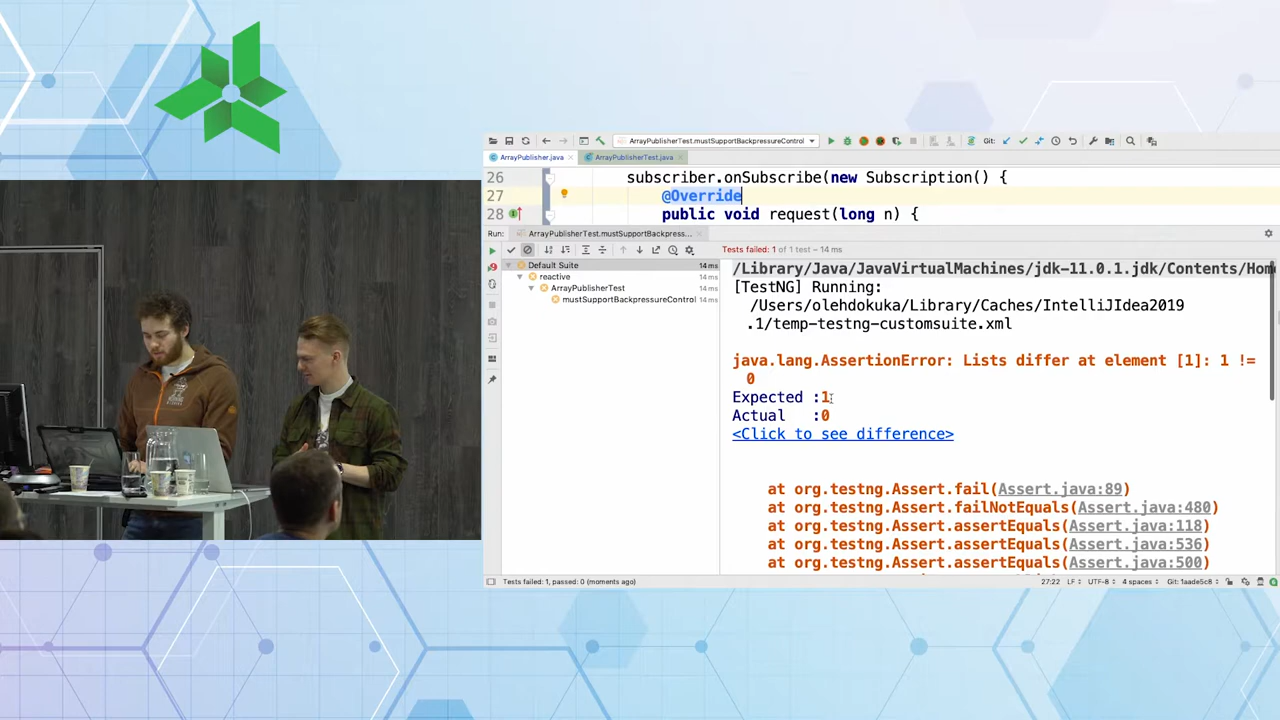 ArrayPublisherTest.mustSupportBackpressureControl
Git:
ArrayPublisher.java
ArrayPublisherTest.java
26 subscriber.onSubscribe(new Subscription() {
27 @Override
28 public void request(long n) {
Run: ArrayPublisherTest.mustSupportBackpress...
Tests failed: 1 of 1 test – 14 ms
Default Suite 14 ms
reactive 14 ms
ArrayPublisherTest 14 ms
mustSupportBackpressureControl 14 ms
/Library/Java/JavaVirtualMachines/jdk-11.0.1.jdk/Contents/Hom
[TestNG] Running:
/Users/olehdokuka/Library/Caches/IntelliJIdea2019
.1/temp-testng-customsuite.xml
java.lang.AssertionError: Lists differ at element [1]: 1 !=
0
Expected :1
Actual :0
<Click to see difference>
at org.testng.Assert.fail(Assert.java:89)
at org.testng.Assert.failNotEquals(Assert.java:480)
at org.testng.Assert.assertEquals(Assert.java:118)
at org.testng.Assert.assertEquals(Assert.java:536)
at org.testng.Assert.assertEquals(Assert.java:500)
Tests failed: 1, passed: 0 (moments ago)
27:22 LF UTF-8 4 spaces Git: 1aade5c8